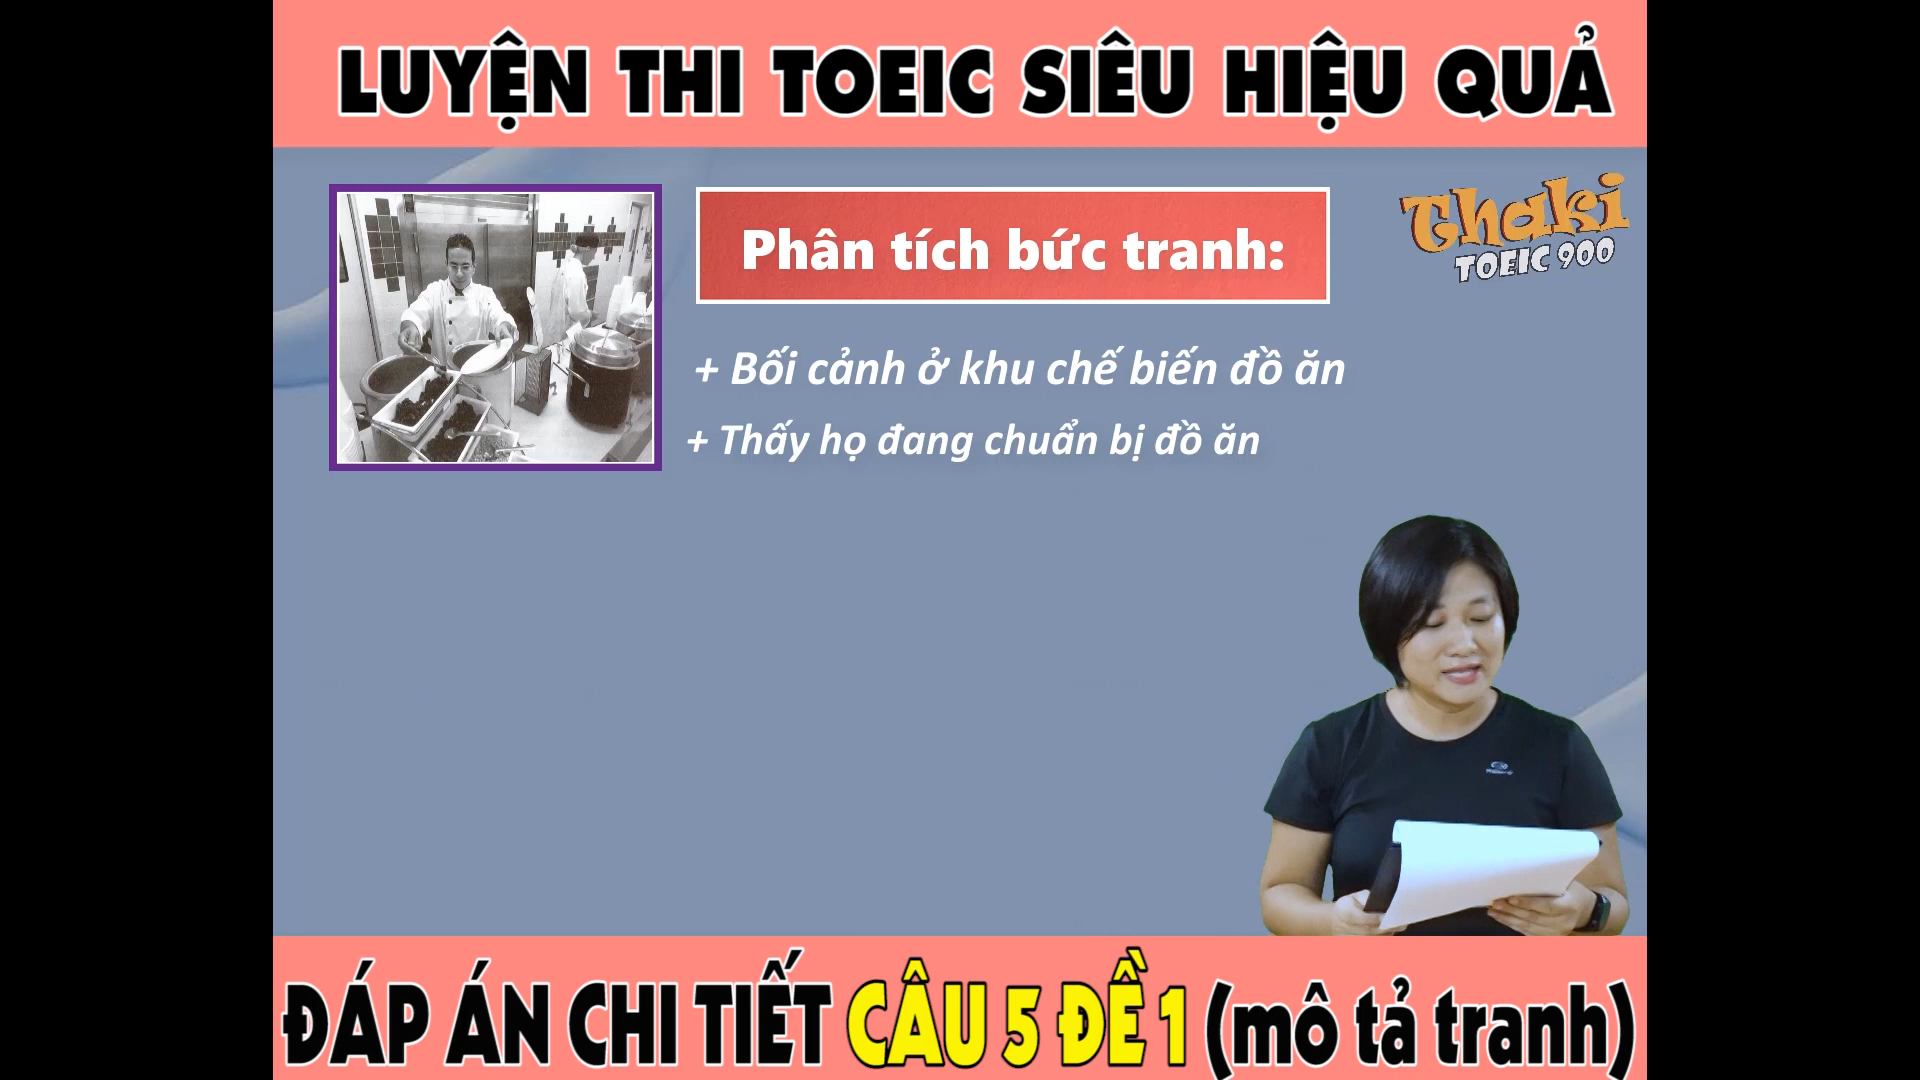 LUYỆN THI TOEIC SIÊU HIỆU QUẢ
Thaki
TOEIC 900
Phân tích bức tranh:
+ Bối cảnh ở khu chế biến đồ ăn
+ Thấy họ đang chuẩn bị đồ ăn
ĐÁP ÁN CHI TIẾT CÂU 5 ĐỀ 1 (mô tả tranh)